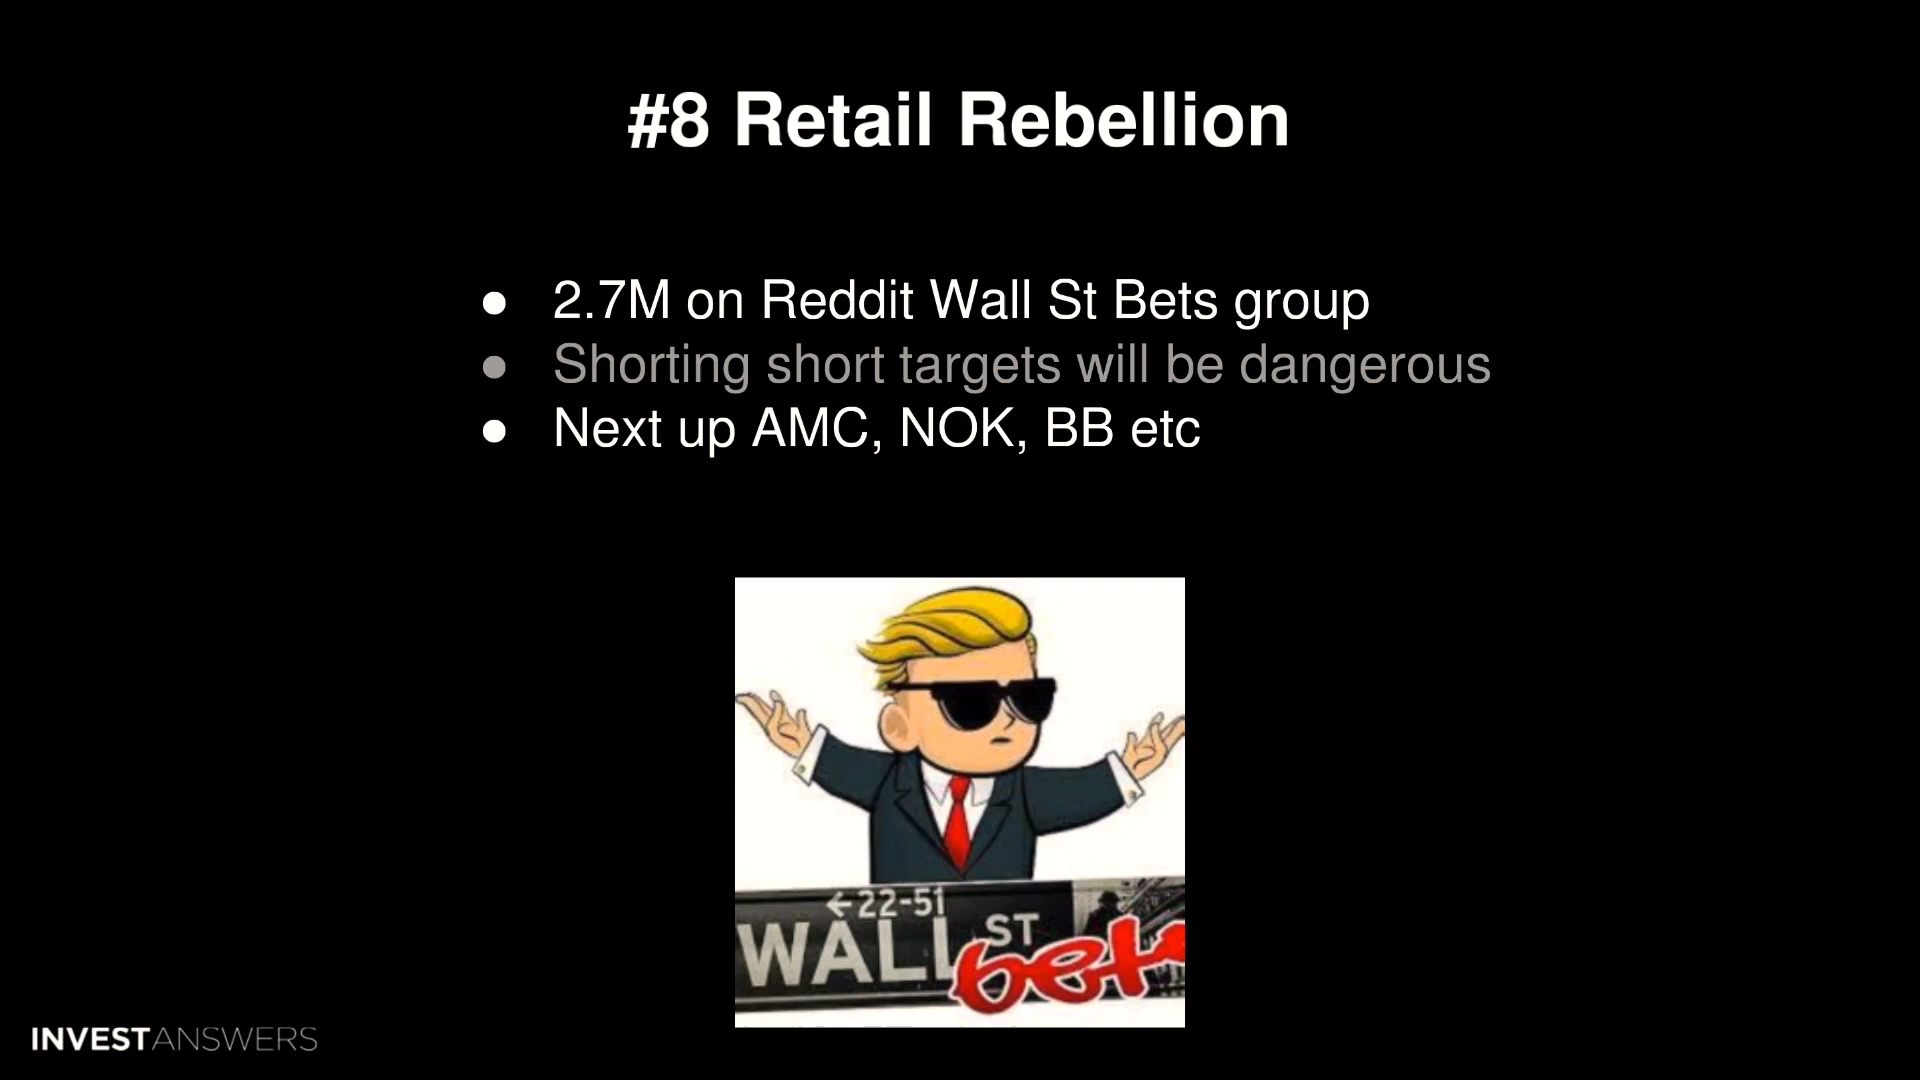 #8 Retail Rebellion
● 2.7M on Reddit Wall St Bets group
● Shorting short targets will be dangerous
● Next up AMC, NOK, BB etc
←22-51
WALL ST
bets
INVESTANSWERS